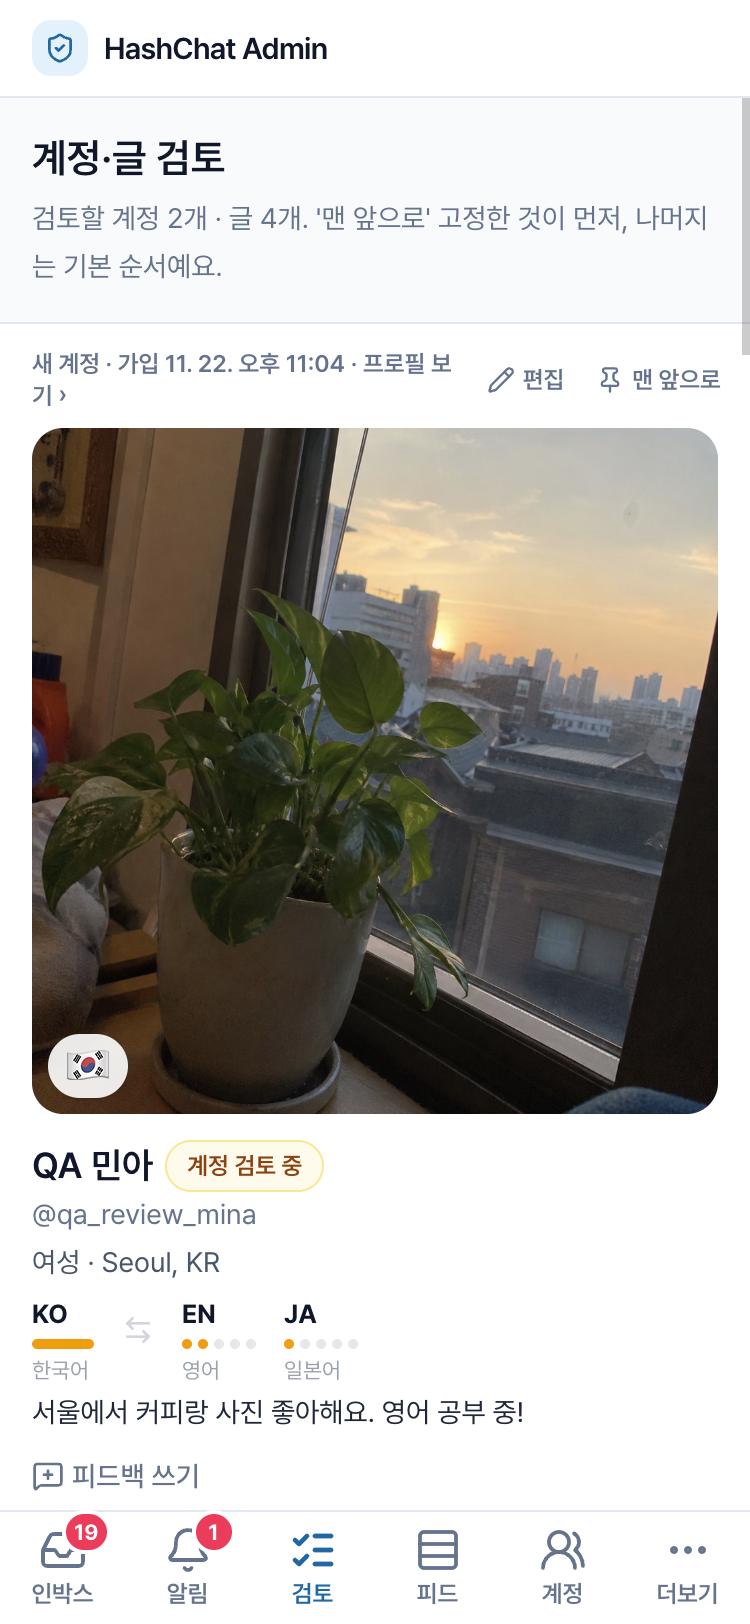 HashChat Admin
계정·글 검토
검토할 계정 2개 · 글 4개. '맨 앞으로' 고정한 것이 먼저, 나머지
는 기본 순서예요.
새 계정 · 가입 11. 22. 오후 11:04 · 프로필 보
기 ›
편집
맨 앞으로
QA 민아
계정 검토 중
@qa_review_mina
여성 · Seoul, KR
KO
EN
JA
한국어
영어
일본어
서울에서 커피랑 사진 좋아해요. 영어 공부 중!
피드백 쓰기
19
1
인박스
알림
검토
피드
계정
더보기